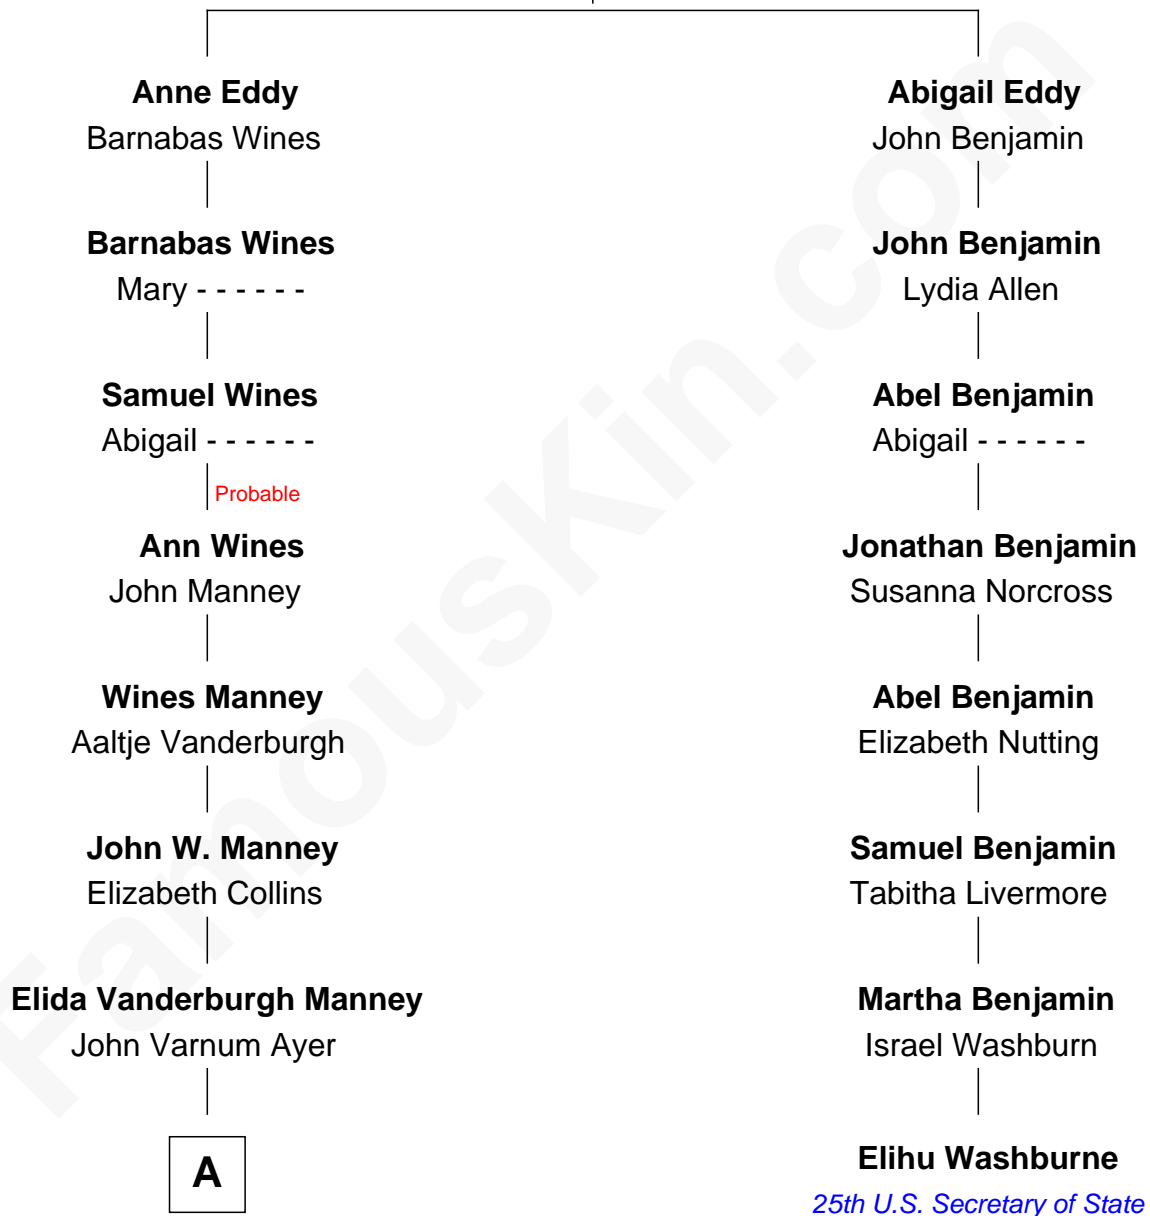 Anne Eddy
Barnabas Wines
Barnabas Wines
Mary - - - - - -
Samuel Wines
Abigail - - - - - -
Probable
Ann Wines
John Manney
Wines Manney
Aaltje Vanderburgh
John W. Manney
Elizabeth Collins
Elida Vanderburgh Manney
John Varnum Ayer
A
Abigail Eddy
John Benjamin
John Benjamin
Lydia Allen
Abel Benjamin
Abigail - - - - - -
Jonathan Benjamin
Susanna Norcross
Abel Benjamin
Elizabeth Nutting
Samuel Benjamin
Tabitha Livermore
Martha Benjamin
Israel Washburn
Elihu Washburne
25th U.S. Secretary of State
FamousKin.com